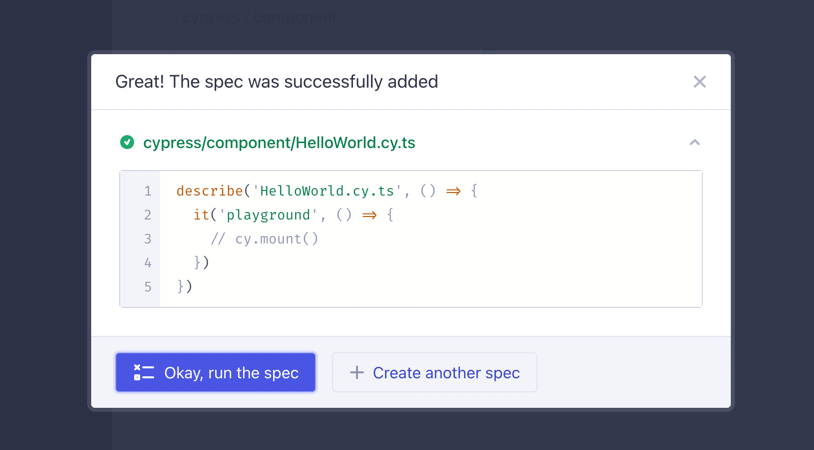 cypress/component
Great! The spec was successfully added
cypress/component/HelloWorld.cy.ts
1 describe('HelloWorld.cy.ts', () => {
2 it('playground', () => {
3 // cy.mount()
4 })
5 })
Okay, run the spec
Create another spec